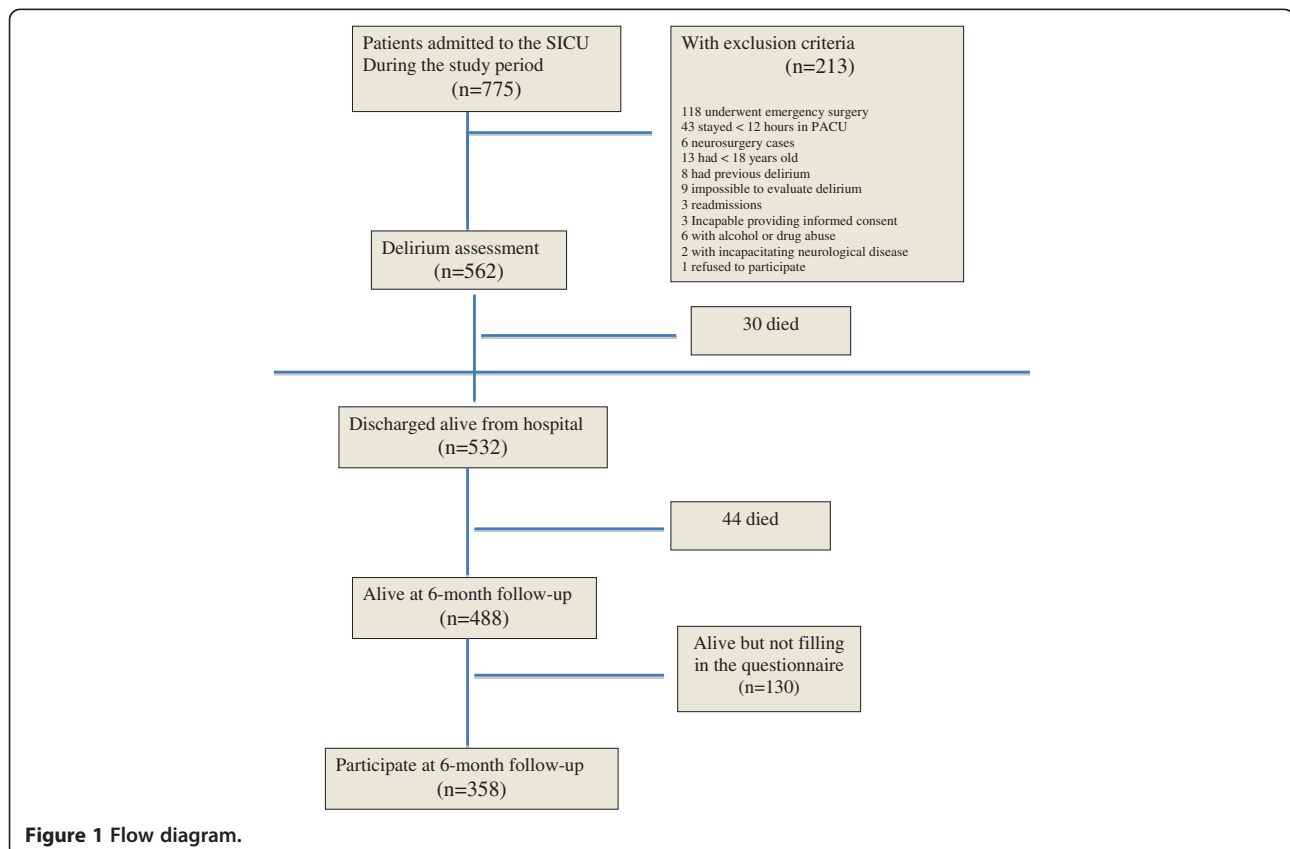 Patients admitted to the SICU
During the study period
(n=775)
With exclusion criteria
(n=213)
118 underwent emergency surgery
43 stayed < 12 hours in PACU
6 neurosurgery cases
13 had < 18 years old
8 had previous delirium
9 impossible to evaluate delirium
3 readmissions
3 Incapable providing informed consent
6 with alcohol or drug abuse
2 with incapacitating neurological disease
1 refused to participate
Delirium assessment
(n=562)
30 died
Discharged alive from hospital
(n=532)
44 died
Alive at 6-month follow-up
(n=488)
Alive but not filling
in the questionnaire
(n=130)
Participate at 6-month follow-up
(n=358)
Figure 1 Flow diagram.